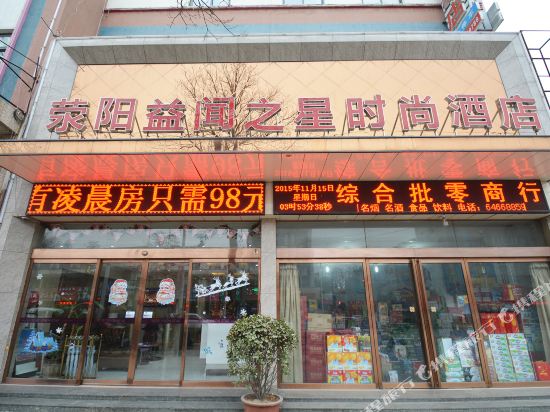 荥阳益闻之星时尚酒店
有凌晨房只需98元
2015年11月15日
星期日
03时53分38秒
综合批零商行
名烟 名酒 食品 饮料 电话：6466885